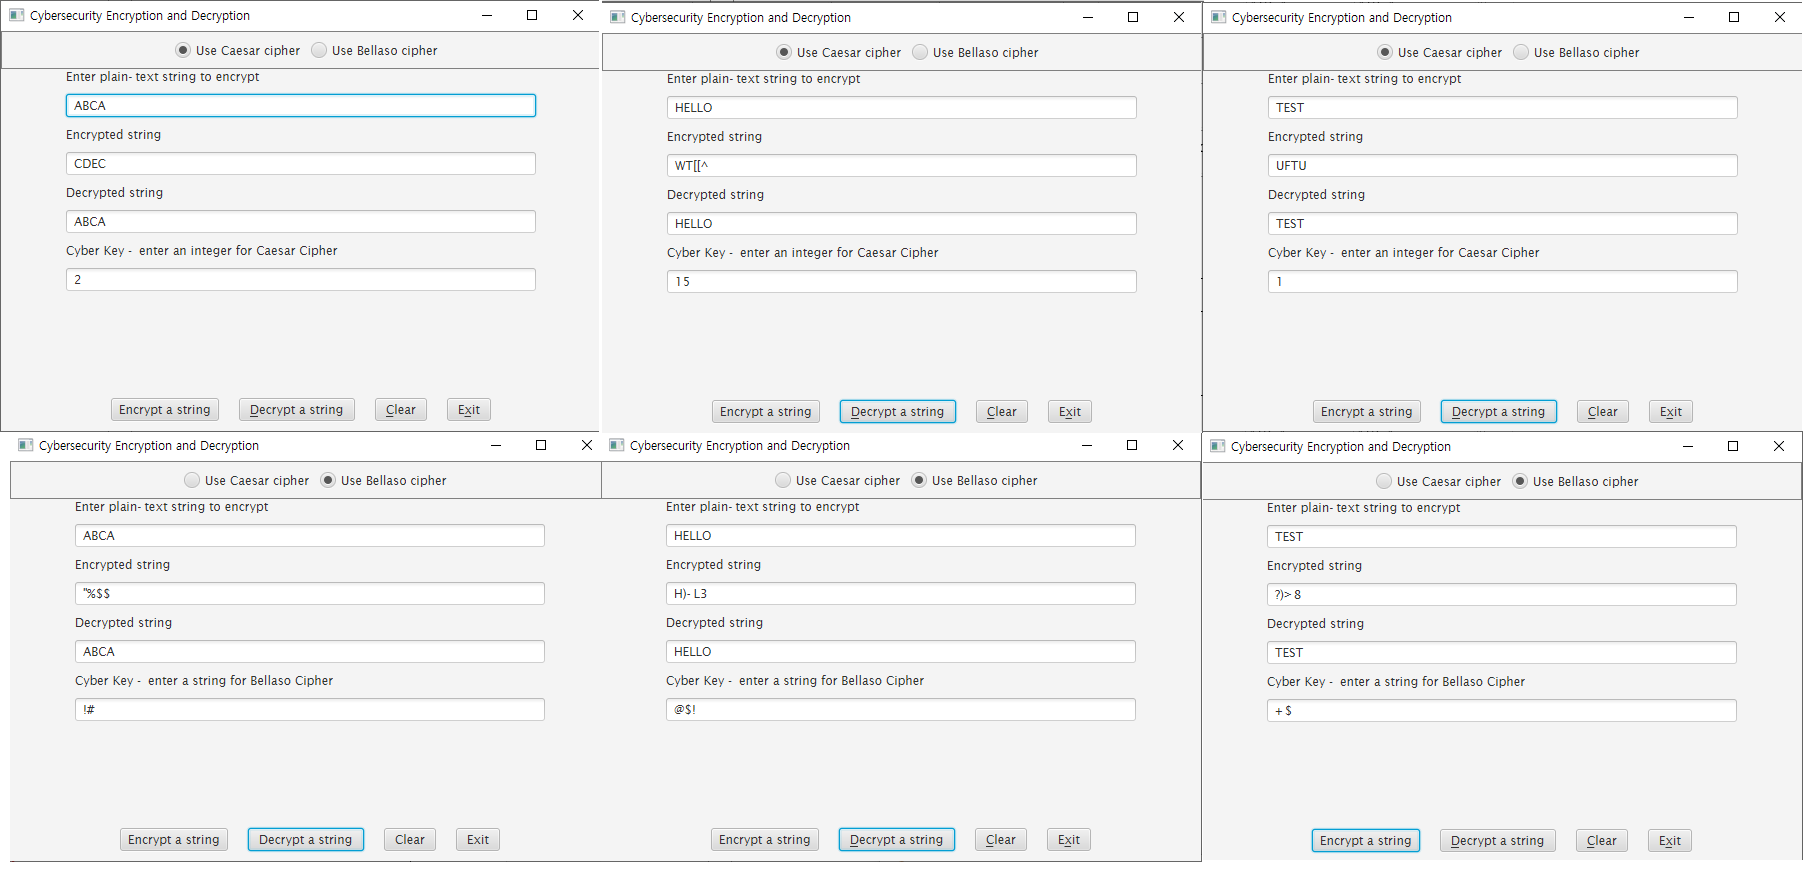 Cybersecurity Encryption and Decryption
Use Caesar cipher Use Bellaso cipher
Enter plain- text string to encrypt
ABCA
Encrypted string
CDEC
Decrypted string
ABCA
Cyber Key - enter an integer for Caesar Cipher
2
Encrypt a string Decrypt a string Clear Exit
Cybersecurity Encryption and Decryption
Use Caesar cipher Use Bellaso cipher
Enter plain- text string to encrypt
HELLO
Encrypted string
WT[[^
Decrypted string
HELLO
Cyber Key - enter an integer for Caesar Cipher
15
Encrypt a string Decrypt a string Clear Exit
Cybersecurity Encryption and Decryption
Use Caesar cipher Use Bellaso cipher
Enter plain- text string to encrypt
TEST
Encrypted string
UFTU
Decrypted string
TEST
Cyber Key - enter an integer for Caesar Cipher
1
Encrypt a string Decrypt a string Clear Exit
Cybersecurity Encryption and Decryption
Use Caesar cipher Use Bellaso cipher
Enter plain- text string to encrypt
ABCA
Encrypted string
"%$$
Decrypted string
ABCA
Cyber Key - enter a string for Bellaso Cipher
!#
Encrypt a string Decrypt a string Clear Exit
Cybersecurity Encryption and Decryption
Use Caesar cipher Use Bellaso cipher
Enter plain- text string to encrypt
HELLO
Encrypted string
H)- L3
Decrypted string
HELLO
Cyber Key - enter a string for Bellaso Cipher
@$!
Encrypt a string Decrypt a string Clear Exit
Cybersecurity Encryption and Decryption
Use Caesar cipher Use Bellaso cipher
Enter plain- text string to encrypt
TEST
Encrypted string
?)> 8
Decrypted string
TEST
Cyber Key - enter a string for Bellaso Cipher
+ $
Encrypt a string Decrypt a string Clear Exit